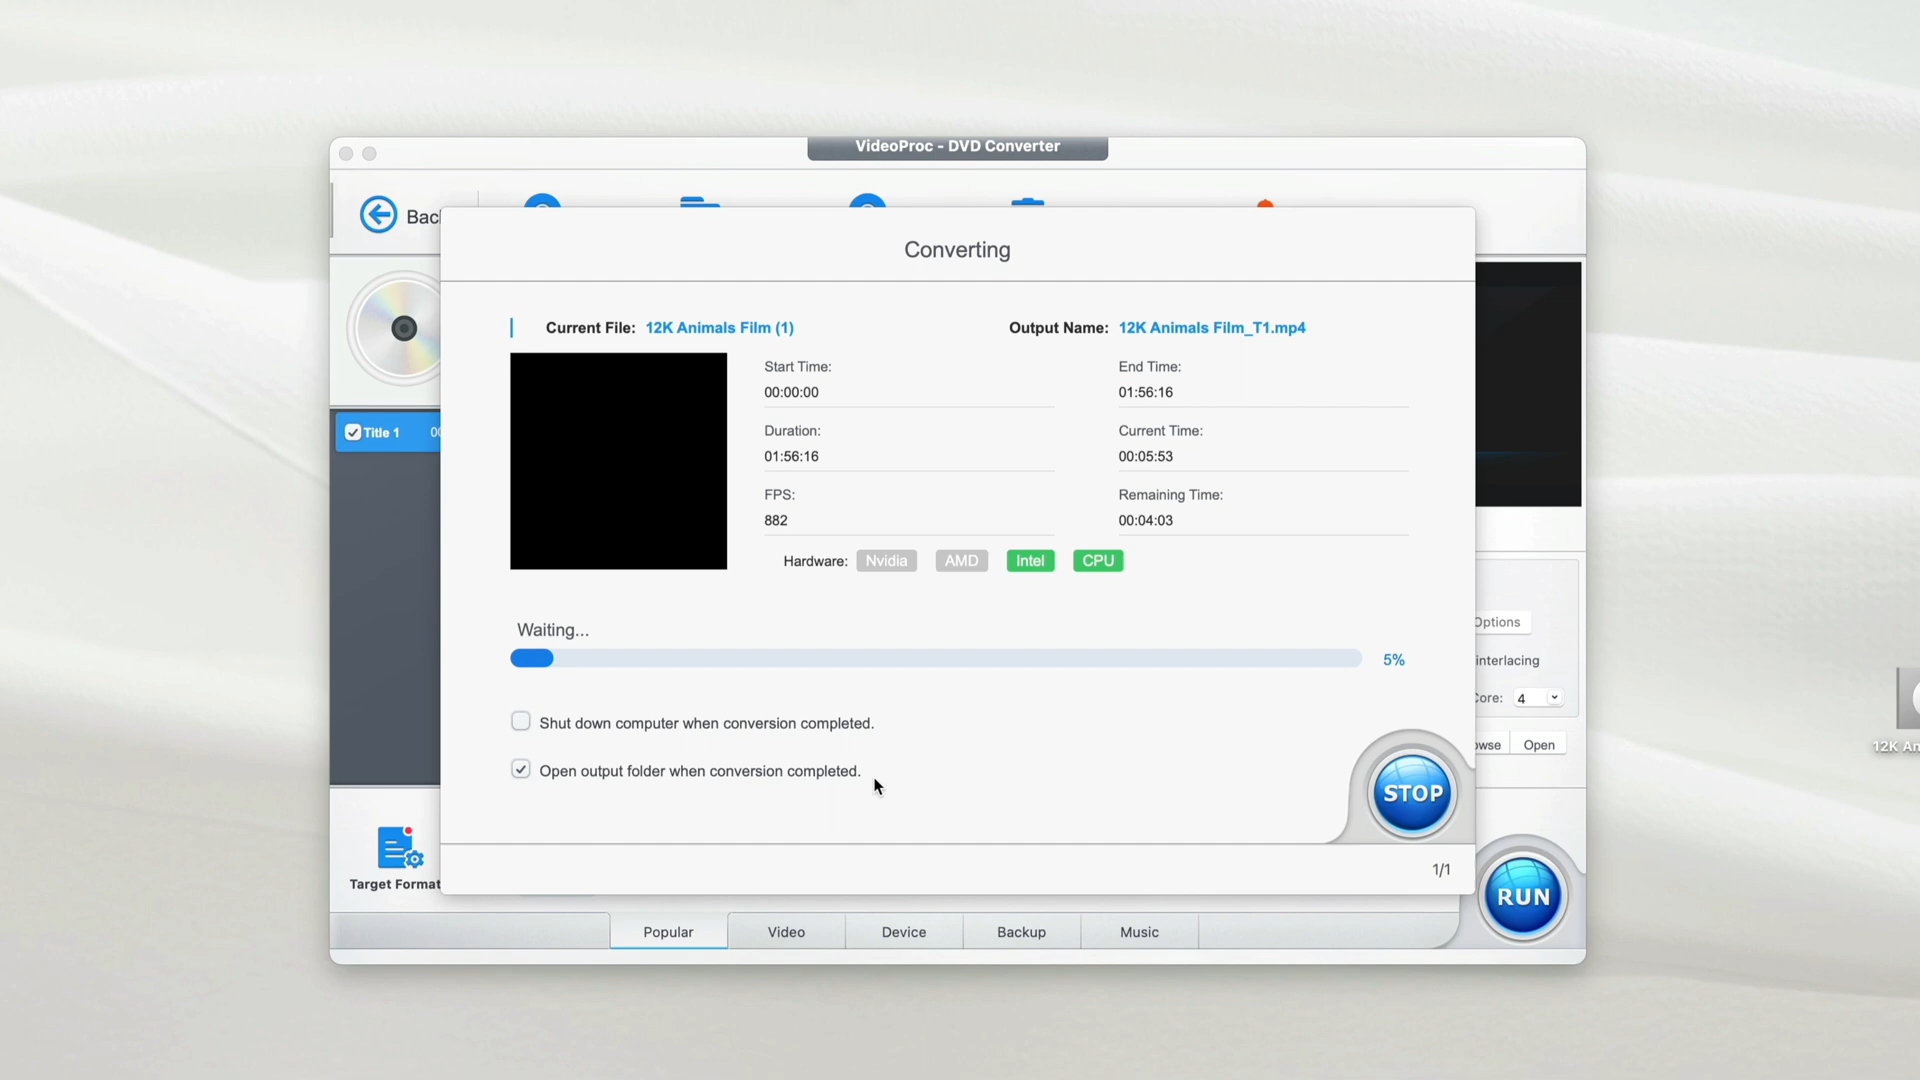 VideoProc - DVD Converter
Converting
Current File: 12K Animals Film (1)
Output Name: 12K Animals Film_T1.mp4
Start Time:
00:00:00
End Time:
01:56:16
Duration:
01:56:16
Current Time:
00:05:53
FPS:
882
Remaining Time:
00:04:03
Hardware: Nvidia AMD Intel CPU
Title 1
Waiting...
5%
Options
interlacing
Core: 4
Open
Shut down computer when conversion completed.
Open output folder when conversion completed.
STOP
12K An
Target Format
1/1
RUN
Popular Video Device Backup Music